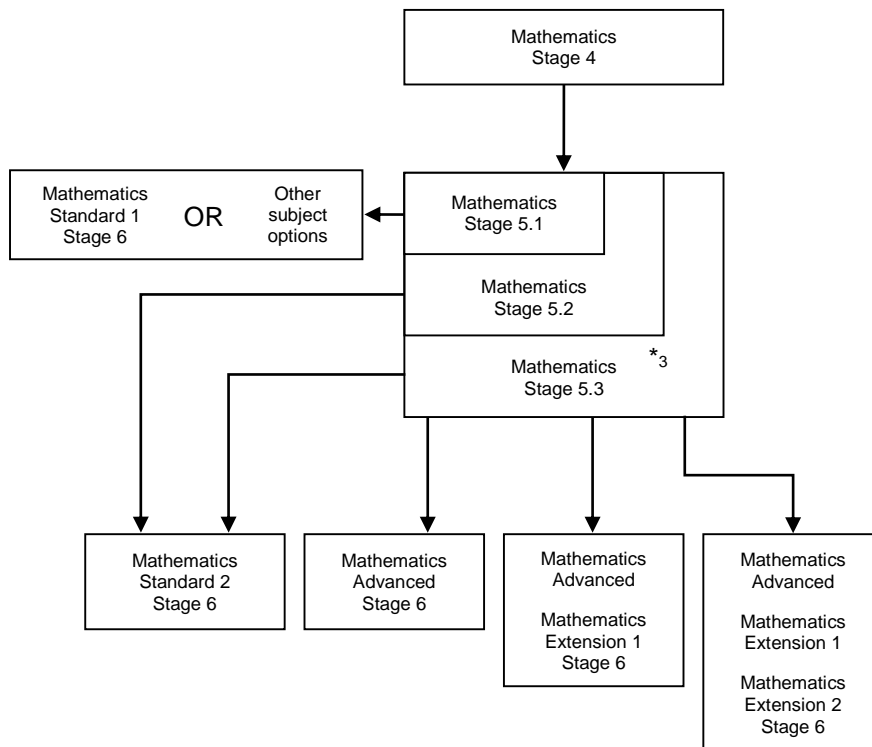 Mathematics
Stage 4
Mathematics
Standard 1
Stage 6
OR
Other
subject
options
Mathematics
Stage 5.1
Mathematics
Stage 5.2
Mathematics
Stage 5.3
*3
Mathematics
Standard 2
Stage 6
Mathematics
Advanced
Stage 6
Mathematics
Advanced
Mathematics
Extension 1
Stage 6
Mathematics
Advanced
Mathematics
Extension 1
Mathematics
Extension 2
Stage 6